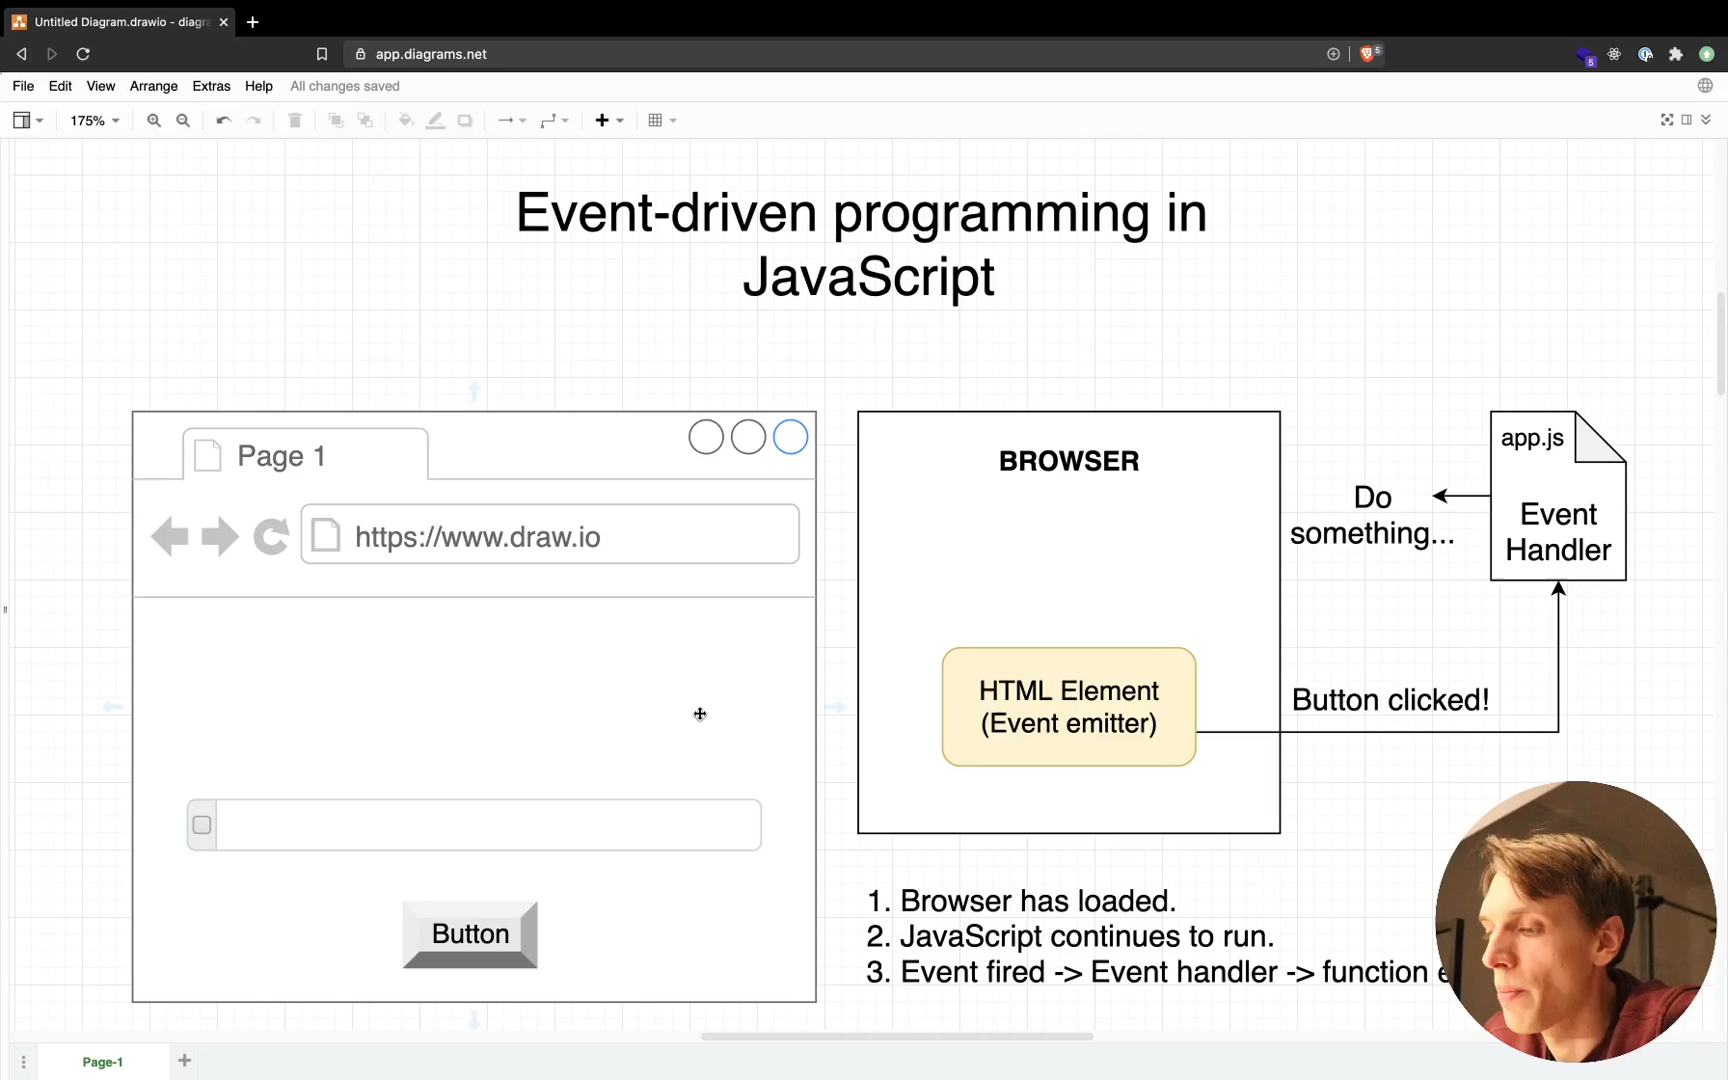 Untitled Diagram.drawio - diagr
app.diagrams.net
5
5
File Edit View Arrange Extras Help All changes saved
175%
Event-driven programming in
JavaScript
Page 1
https://www.draw.io
Button
BROWSER
HTML Element
(Event emitter)
Do
something...
app.js
Event
Handler
Button clicked!
1. Browser has loaded.
2. JavaScript continues to run.
3. Event fired -> Event handler -> function
Page-1